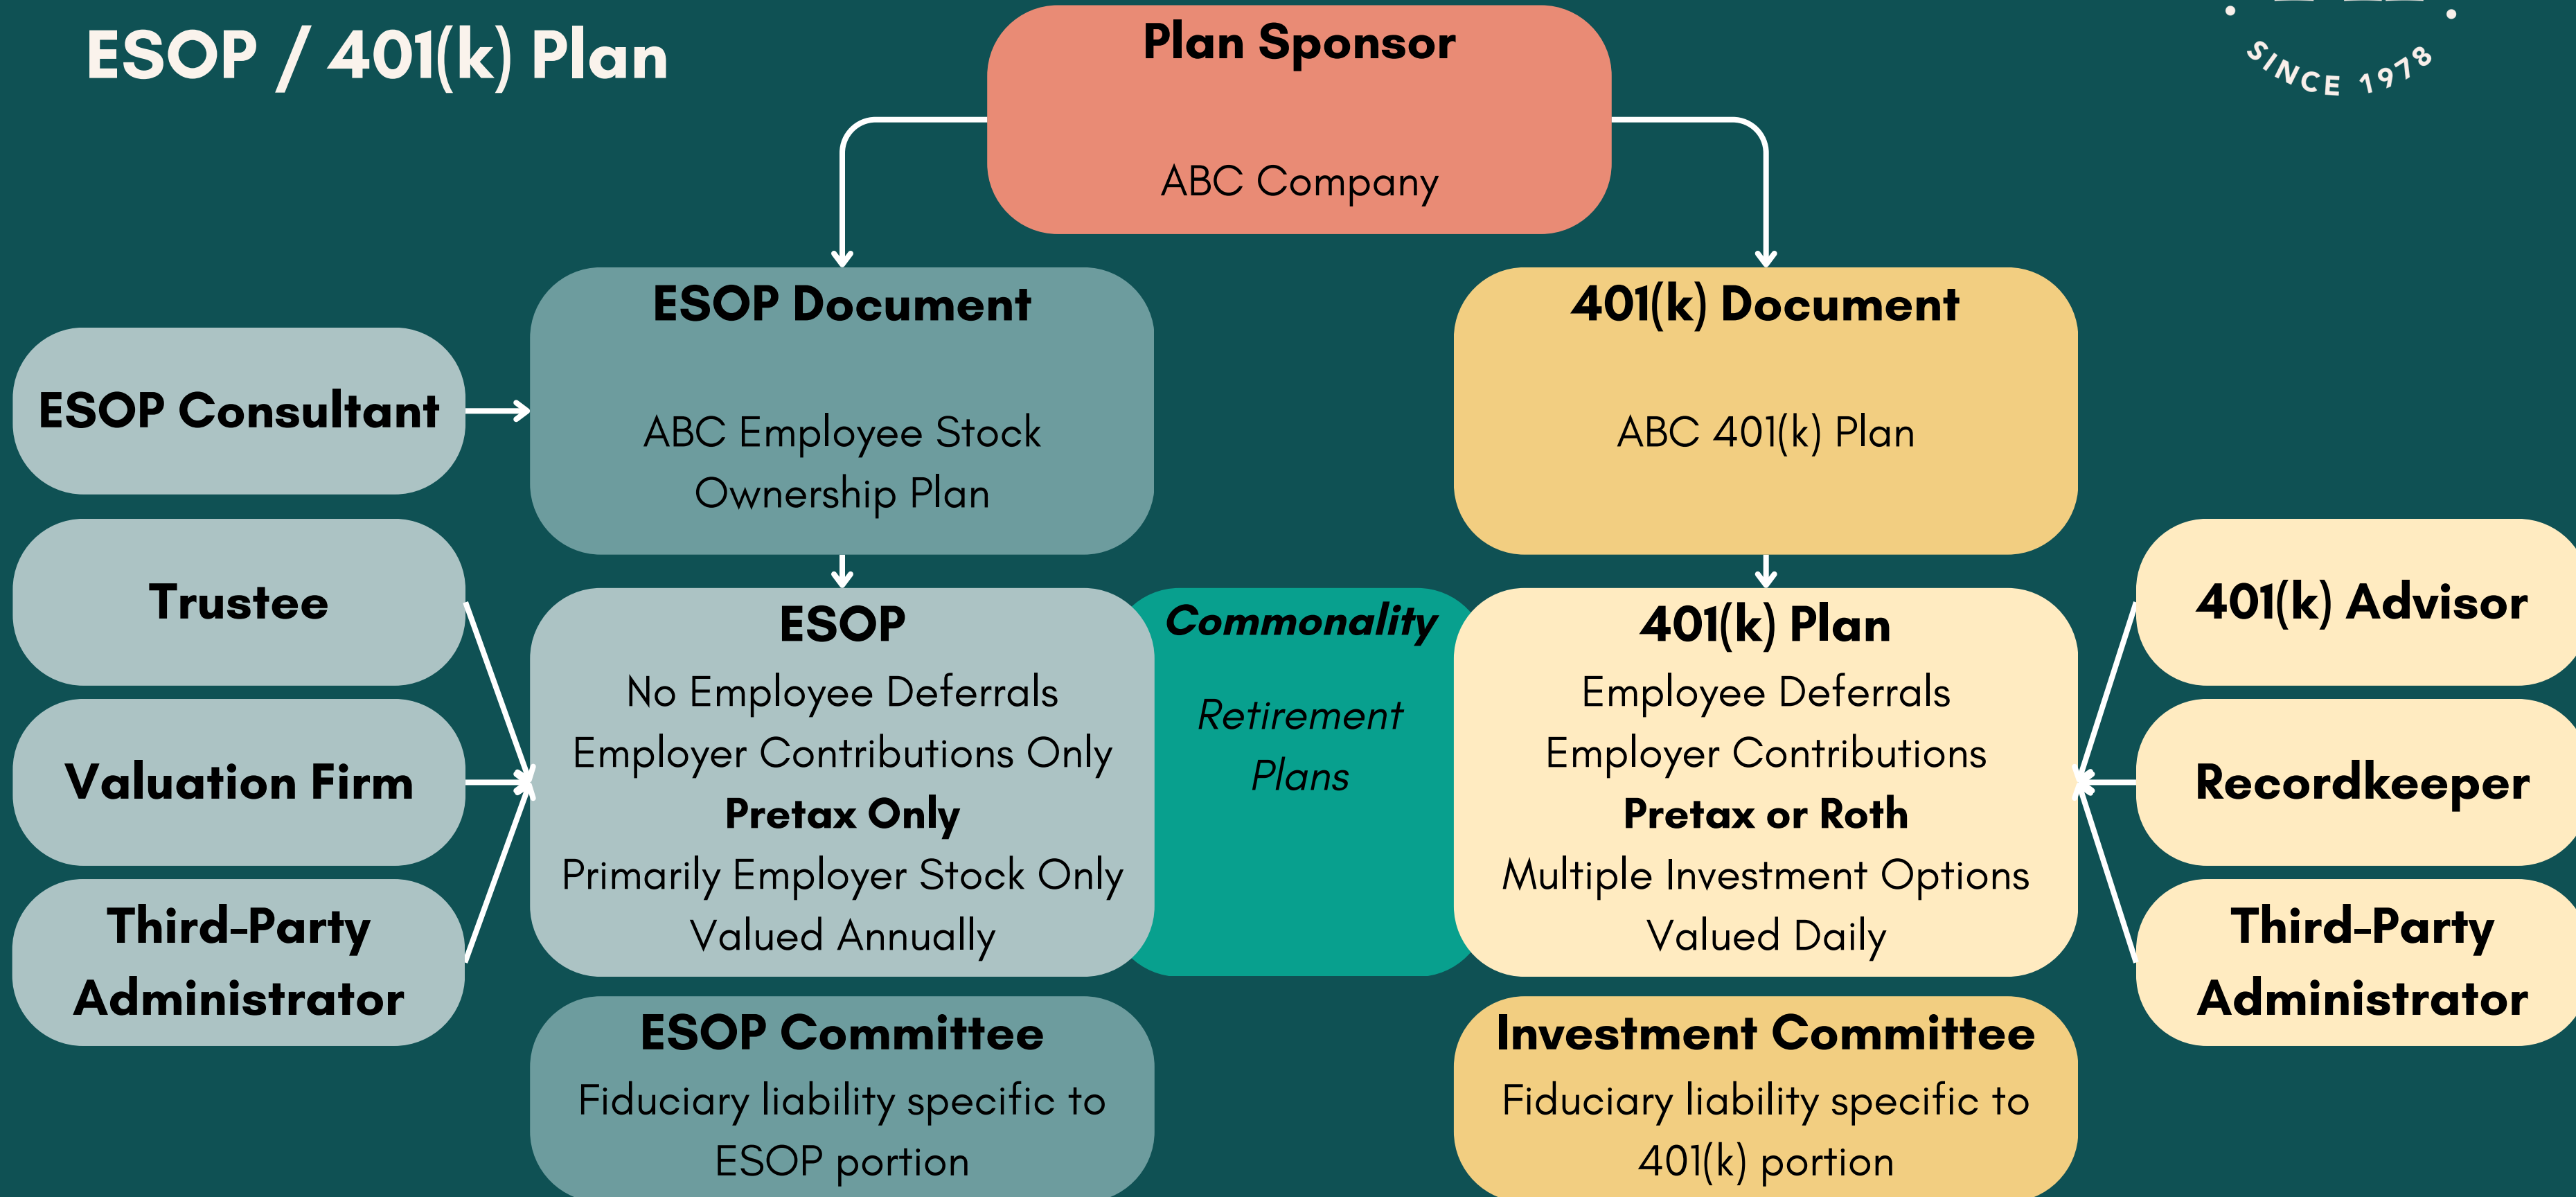 ESOP / 401(k) Plan
SINCE 1978
Plan Sponsor
ABC Company
ESOP Document
ABC Employee Stock
Ownership Plan
401(k) Document
ABC 401(k) Plan
ESOP Consultant
Trustee
Valuation Firm
Third-Party
Administrator
ESOP
No Employee Deferrals
Employer Contributions Only
Pretax Only
Primarily Employer Stock Only
Valued Annually
Commonality
Retirement
Plans
401(k) Plan
Employee Deferrals
Employer Contributions
Pretax or Roth
Multiple Investment Options
Valued Daily
401(k) Advisor
Recordkeeper
Third-Party
Administrator
ESOP Committee
Fiduciary liability specific to
ESOP portion
Investment Committee
Fiduciary liability specific to
401(k) portion